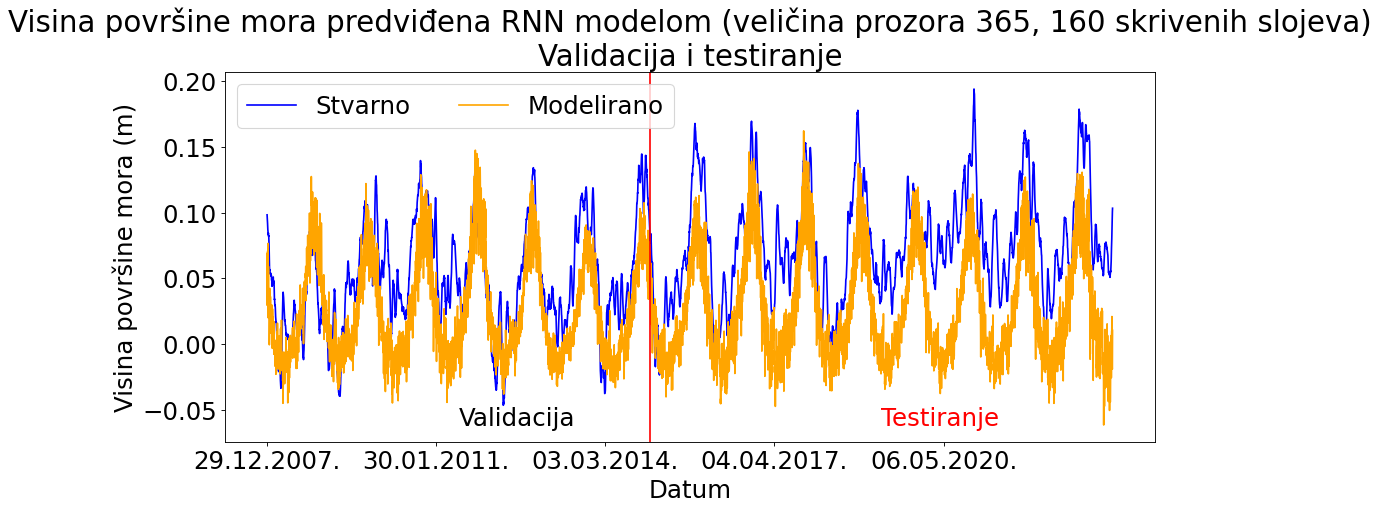 Visina površine mora predviđena RNN modelom (veličina prozora 365, 160 skrivenih slojeva)
Validacija i testiranje
Stvarno
Modelirano
Visina površine mora (m)
0.20
0.15
0.10
0.05
0.00
−0.05
Validacija
Testiranje
29.12.2007.
30.01.2011.
03.03.2014.
04.04.2017.
06.05.2020.
Datum